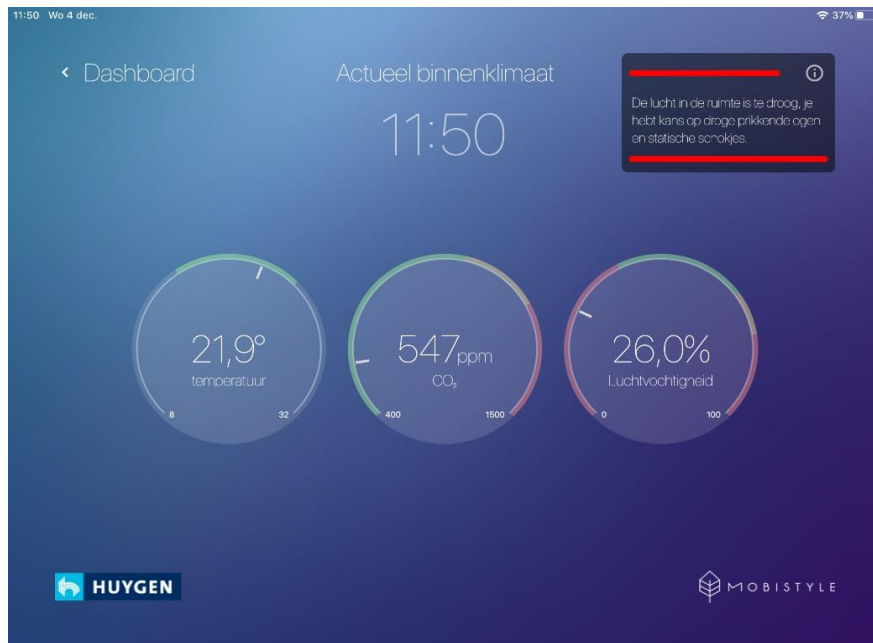 11:50 Wo 4 dec.
37%
Dashboard
Actueel binnenklimaat
11:50
De lucht in de ruimte is te droog, je
hebt kans op droge prikkende ogen
en statische schokjes.
21,9°
temperatuur
8 32
547ppm
CO₂
400 1500
26,0%
Luchtvochtigheid
0 100
HUYGEN
MOBISTYLE